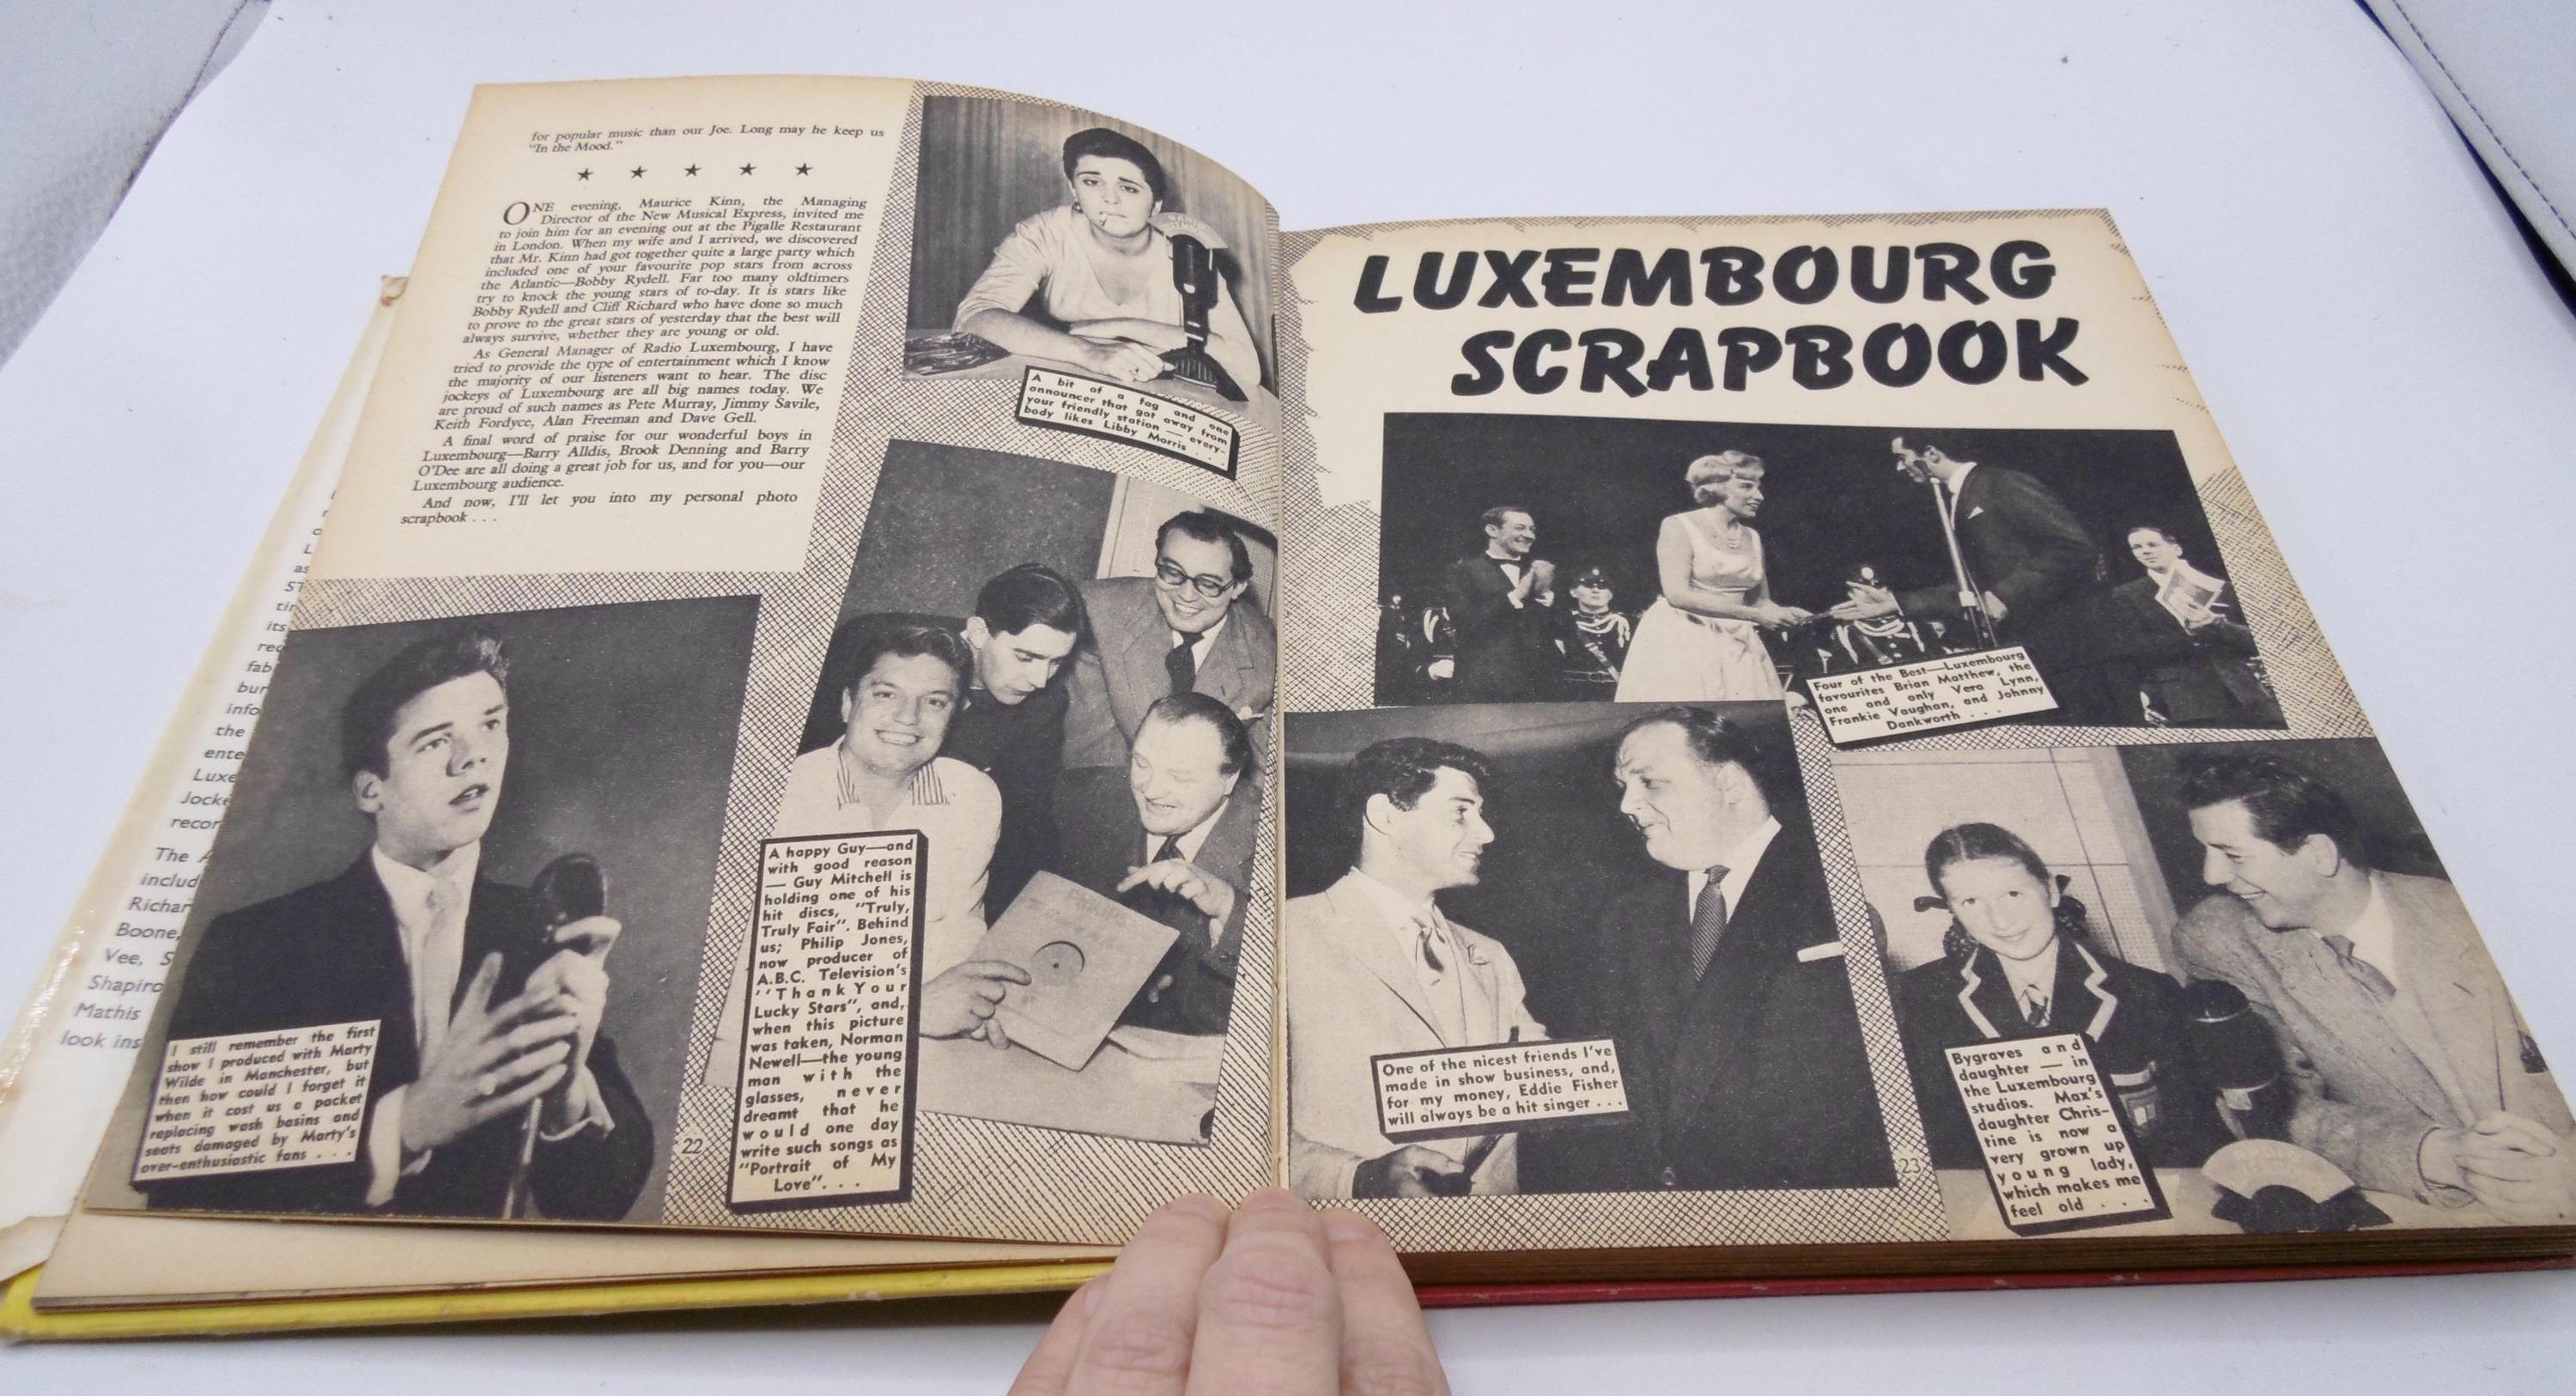 for popular music than our Joe. Long may he keep us
"In the Mood."
★ ★ ★ ★ ★
ONE evening, Maurice Kinn, the Managing
Director of the New Musical Express, invited me
to join him for an evening out at the Pigalle Restaurant
in London. When my wife and I arrived, we discovered
that Mr. Kinn had got together quite a large party which
included one of your favourite pop stars from across
the Atlantic—Bobby Rydell. Far too many oldtimers
try to knock the young stars of to-day. It is stars like
Bobby Rydell and Cliff Richard who have done so much
to prove to the great stars of yesterday that the best will
always survive, whether they are young or old.
As General Manager of Radio Luxembourg, I have
tried to provide the type of entertainment which I know
the majority of our listeners want to hear. The disc
jockeys of Luxembourg are all big names today. We
are proud of such names as Pete Murray, Jimmy Savile,
Keith Fordyce, Alan Freeman and Dave Gell.
A final word of praise for our wonderful boys in
Luxembourg—Barry Alldis, Brook Denning and Barry
O'Dee are all doing a great job for us, and for you—our
Luxembourg audience.
And now, I'll let you into my personal photo
scrapbook . . .
A bit of a fag and one
announcer that got away from
your friendly station — every-
body likes Libby Morris . . .
I still remember the first
show I produced with Marty
Wilde in Manchester, but
then how could I forget it
when it cost us a packet
replacing wash basins and
seats damaged by Marty's
over-enthusiastic fans . . .
A happy Guy—and
with good reason
— Guy Mitchell is
holding one of his
hit discs, "Truly,
Truly Fair". Behind
us; Philip Jones,
now producer of
A.B.C. Television's
"Thank Your
Lucky Stars", and,
when this picture
was taken, Norman
Newell—the young
man with the
glasses, never
dreamt that he
would one day
write such songs as
"Portrait of My
Love". . .
22
LUXEMBOURG
SCRAPBOOK
Four of the Best—Luxembourg
favourites Brian Matthew, the
one and only Vera Lynn,
Frankie Vaughan, and Johnny
Dankworth . . .
One of the nicest friends I've
made in show business, and,
for my money, Eddie Fisher
will always be a hit singer . . .
Bygraves and
daughter — in
the Luxembourg
studios. Max's
daughter Chris-
tine is now a
very grown up
young lady,
which makes me
feel old . . .
23
L
as
ST
tin
its
rec
fab
bur
info
the
ente
Luxe
Jocke
recor
The A
includ
Richar
Boone,
Vee, S
Shapiro
Mathis
look ins